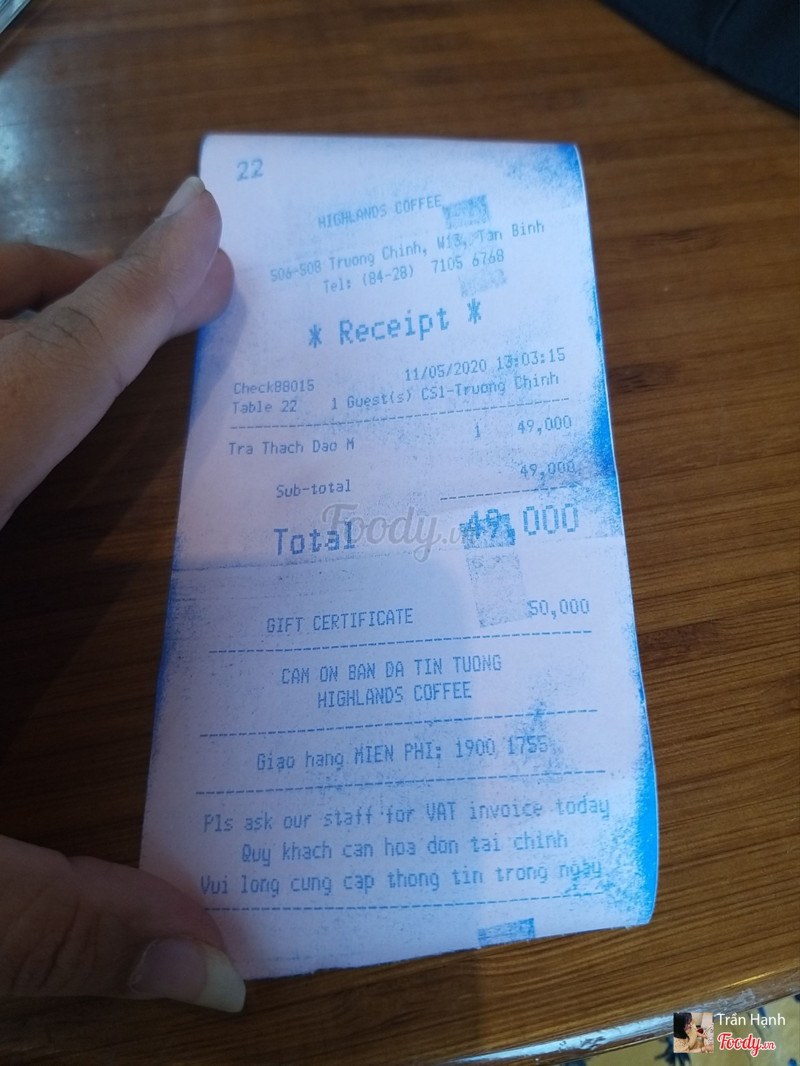 22
HIGHLANDS COFFEE
506-508 Truong Chinh, W13, Tan Binh
Tel: (84-28) 7105 6768
* Receipt *
Check88015 11/05/2020 13:03:15
Table 22 1 Guest(s) CS1-Truong Chinh
Tra Thach Dao M 1 49,000
Sub-total 49,000
Total 49,000
Foody.vn
GIFT CERTIFICATE 50,000
CAM ON BAN DA TIN TUONG
HIGHLANDS COFFEE
Giao hang MIEN PHI: 1900 1755
Pls ask our staff for VAT invoice today
Quy khach can hoa don tai chinh
Vui long cung cap thong tin trong ngay
Trần Hạnh
Foody.vn